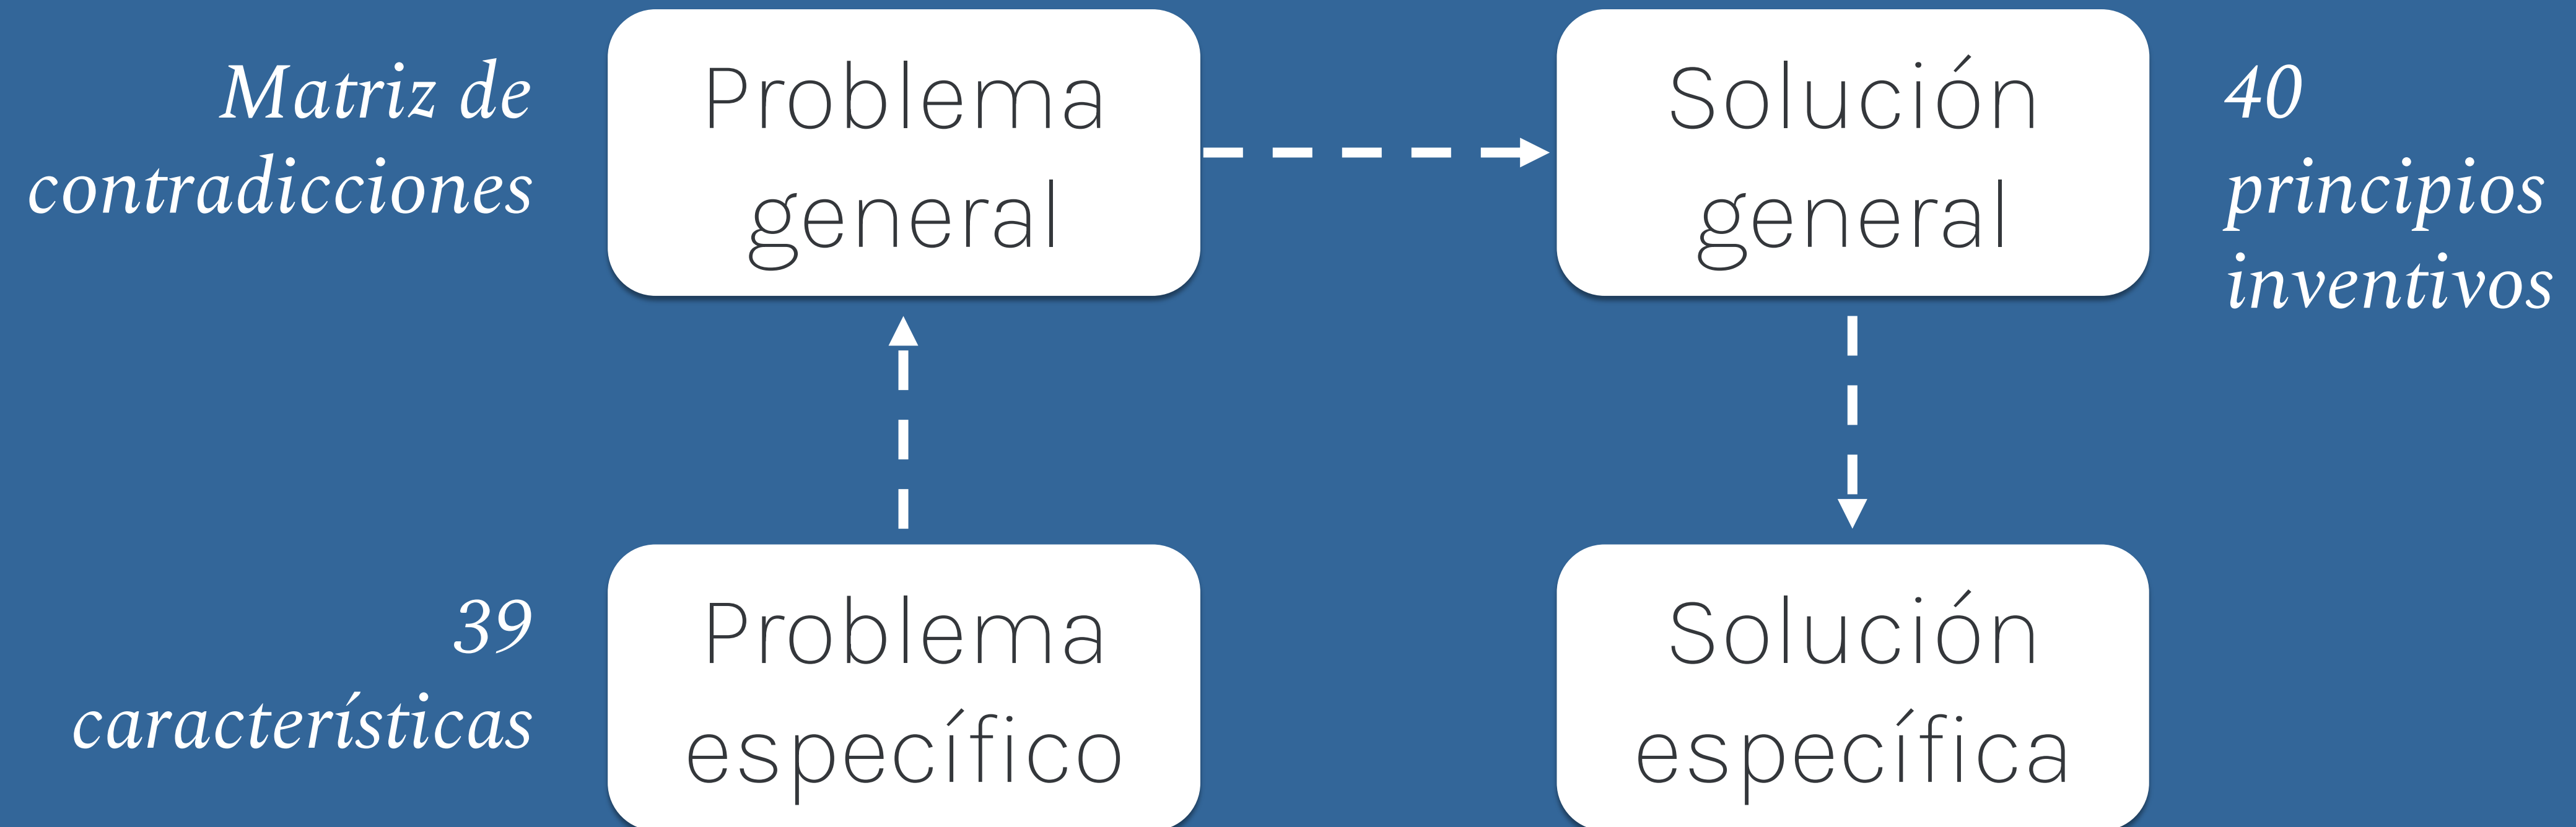 Matriz de
contradicciones
Problema
general
Solución
general
40
principios
inventivos
39
características
Problema
específico
Solución
específica